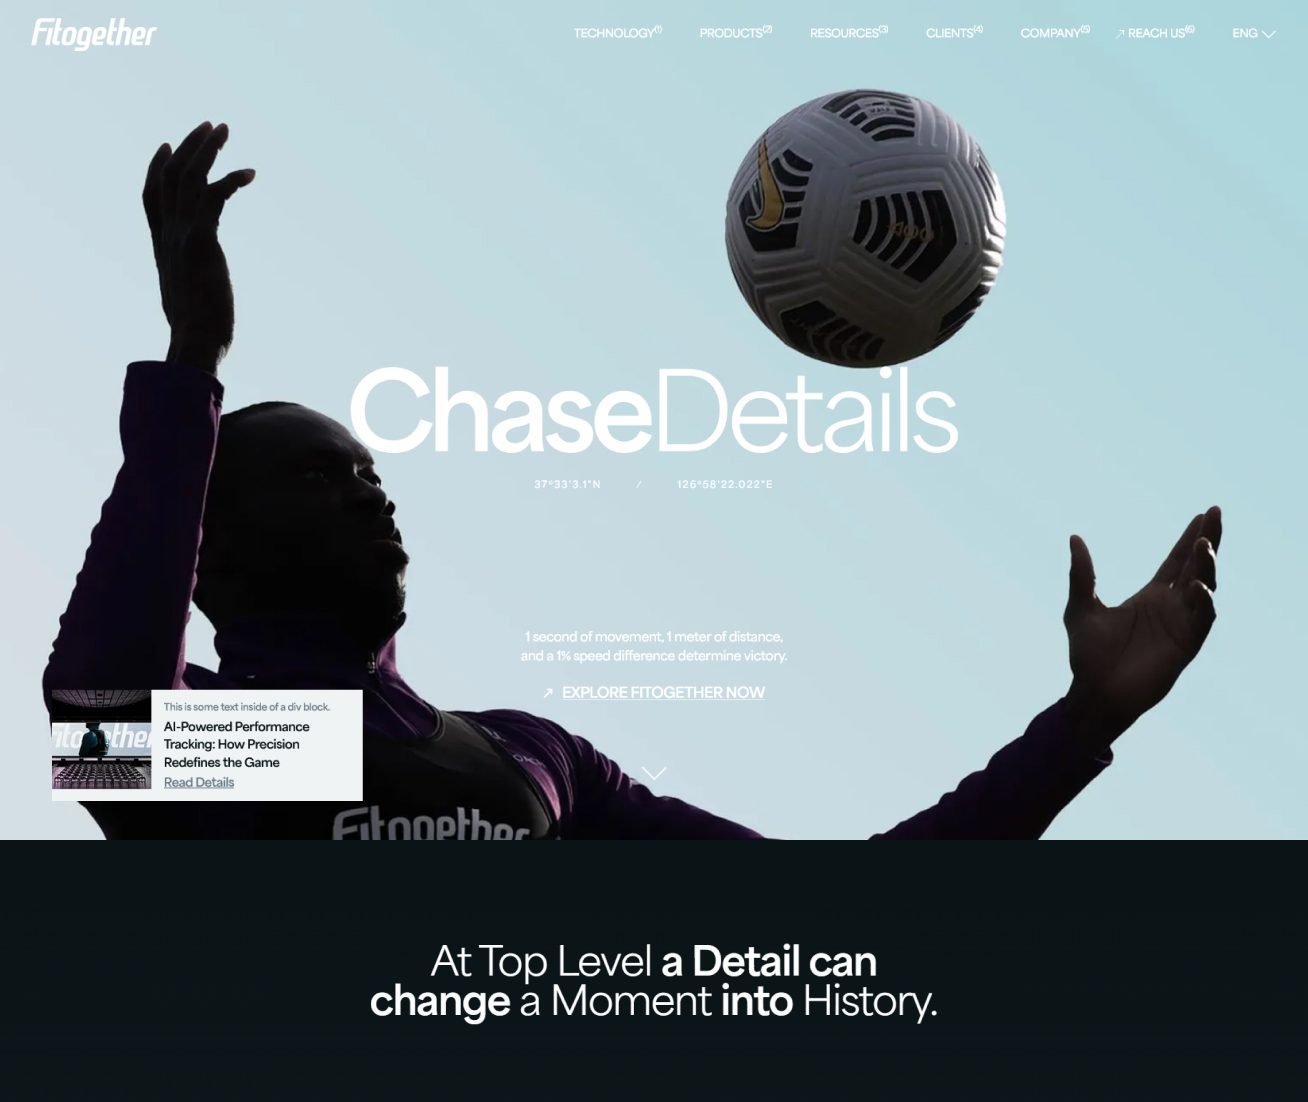 Fitogether
TECHNOLOGY(1) PRODUCTS(2) RESOURCES(3) CLIENTS(4) COMPANY(5) ↗ REACH US(6) ENG
ChaseDetails
37°33'3.1"N / 126°58'22.022"E
1 second of movement, 1 meter of distance,
and a 1% speed difference determine victory.
↗ EXPLORE FITOGETHER NOW
This is some text inside of a div block.
AI-Powered Performance
Tracking: How Precision
Redefines the Game
Read Details
Fitogether
At Top Level a Detail can
change a Moment into History.